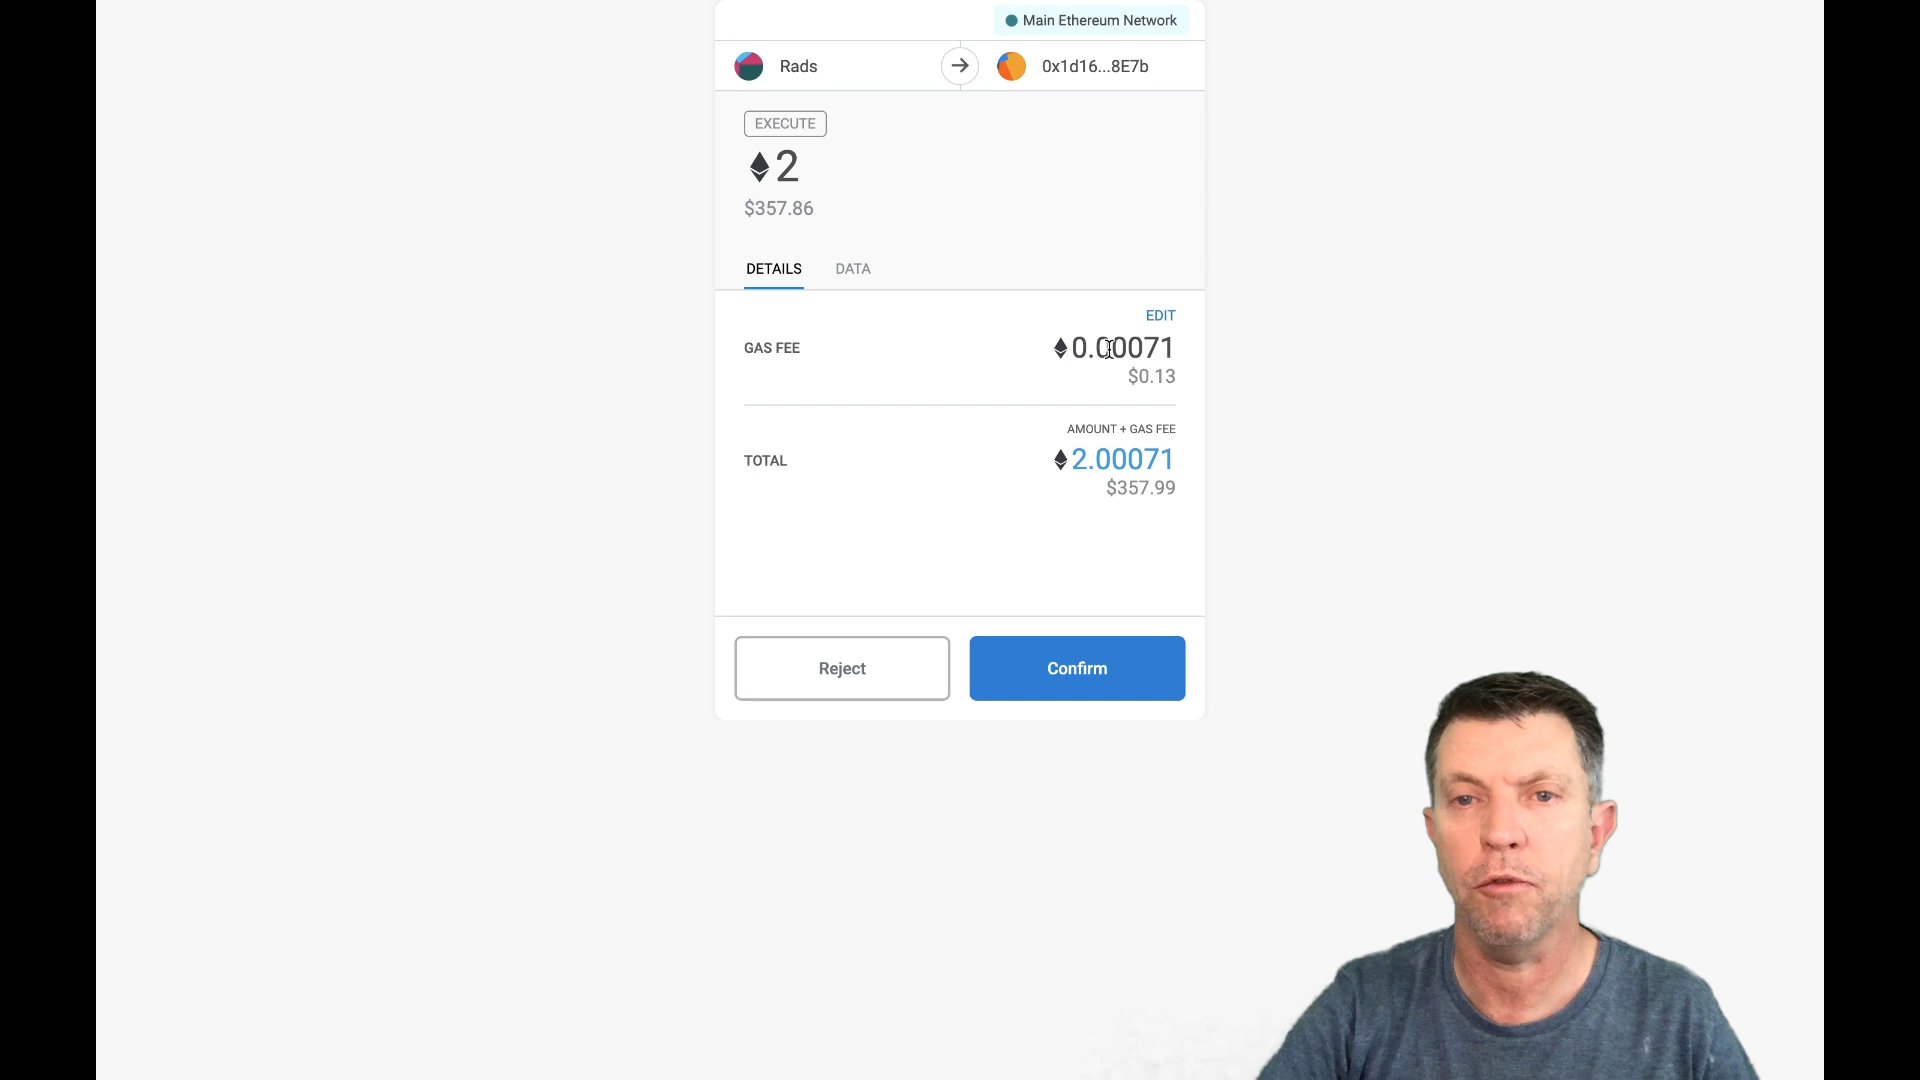 Main Ethereum Network
Rads
0x1d16...8E7b
EXECUTE
2
$357.86
DETAILS DATA
EDIT
GAS FEE
0.00071
$0.13
AMOUNT + GAS FEE
TOTAL
2.00071
$357.99
Reject
Confirm